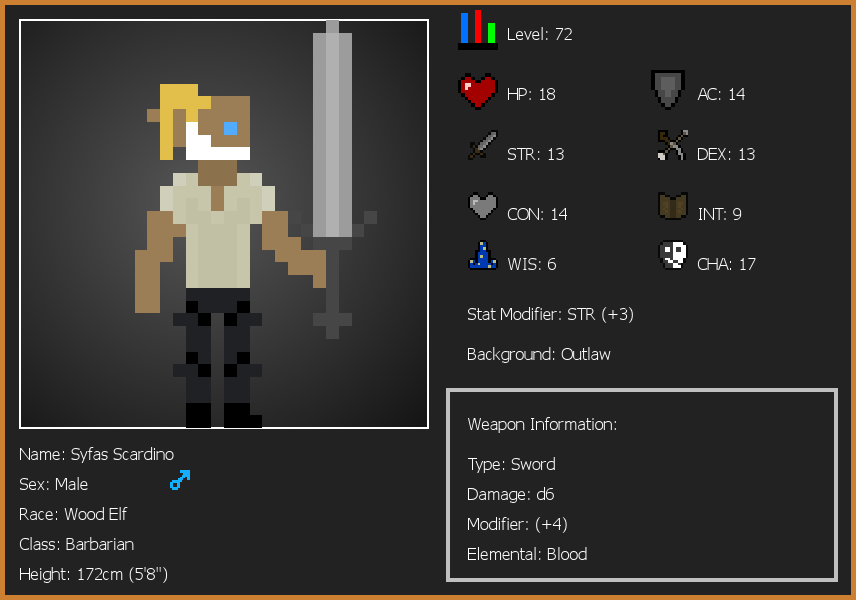 Level: 72
HP: 18
AC: 14
STR: 13
DEX: 13
CON: 14
INT: 9
WIS: 6
CHA: 17
Stat Modifier: STR (+3)
Background: Outlaw
Weapon Information:
Type: Sword
Damage: d6
Modifier: (+4)
Elemental: Blood
Name: Syfas Scardino
Sex: Male
Race: Wood Elf
Class: Barbarian
Height: 172cm (5'8")